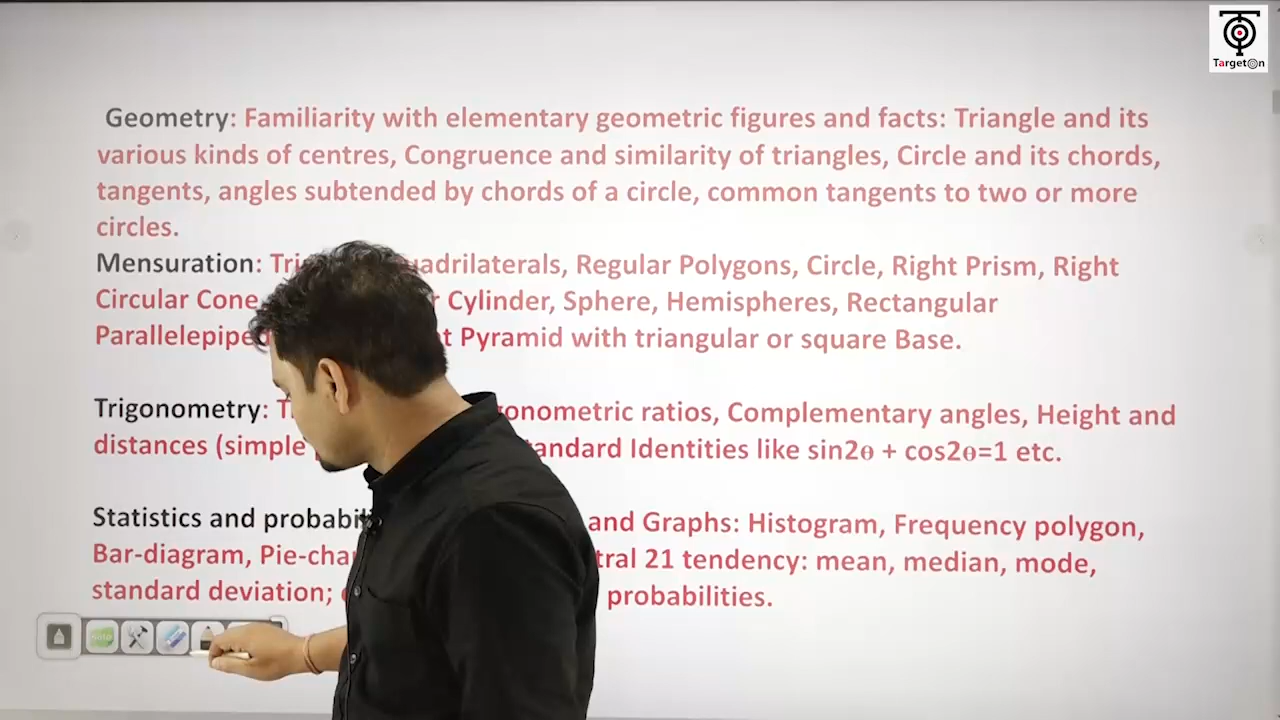 TargetOn
Geometry: Familiarity with elementary geometric figures and facts: Triangle and its
various kinds of centres, Congruence and similarity of triangles, Circle and its chords,
tangents, angles subtended by chords of a circle, common tangents to two or more
circles.
Mensuration: Tri uadrilaterals, Regular Polygons, Circle, Right Prism, Right
Circular Cone r Cylinder, Sphere, Hemispheres, Rectangular
Parallelepiped t Pyramid with triangular or square Base.
Trigonometry: T onometric ratios, Complementary angles, Height and
distances (simple tandard Identities like sin2θ + cos2θ=1 etc.
Statistics and probabil and Graphs: Histogram, Frequency polygon,
Bar-diagram, Pie-cha tral 21 tendency: mean, median, mode,
standard deviation; probabilities.